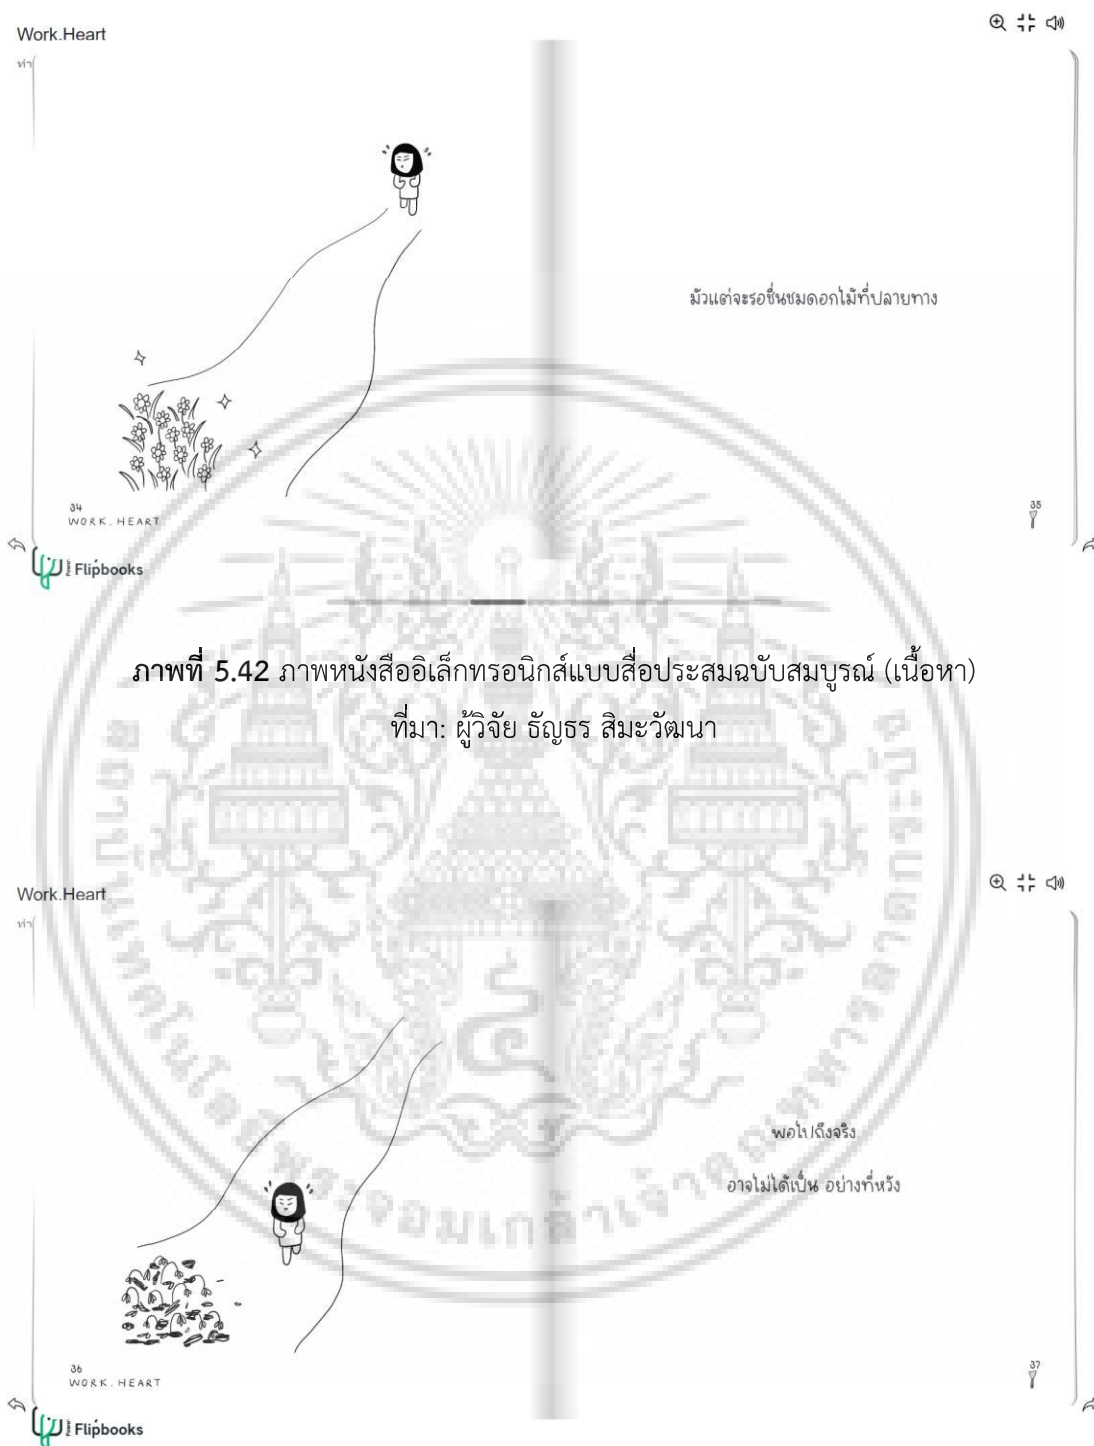 Work.Heart
ทำ
มัวแต่จะรอชื่นชมดอกไม้ที่ปลายทาง
34
WORK. HEART
35
Power Flipbooks
ภาพที่ 5.42 ภาพหนังสืออิเล็กทรอนิกส์แบบสื่อประสมฉบับสมบูรณ์ (เนื้อหา)
ที่มา: ผู้วิจัย ธัญธร สิมะวัฒนา
Work.Heart
ทำ
พอไปถึงจริง
อาจไม่ได้เป็น อย่างที่หวัง
36
WORK. HEART
37
Power Flipbooks